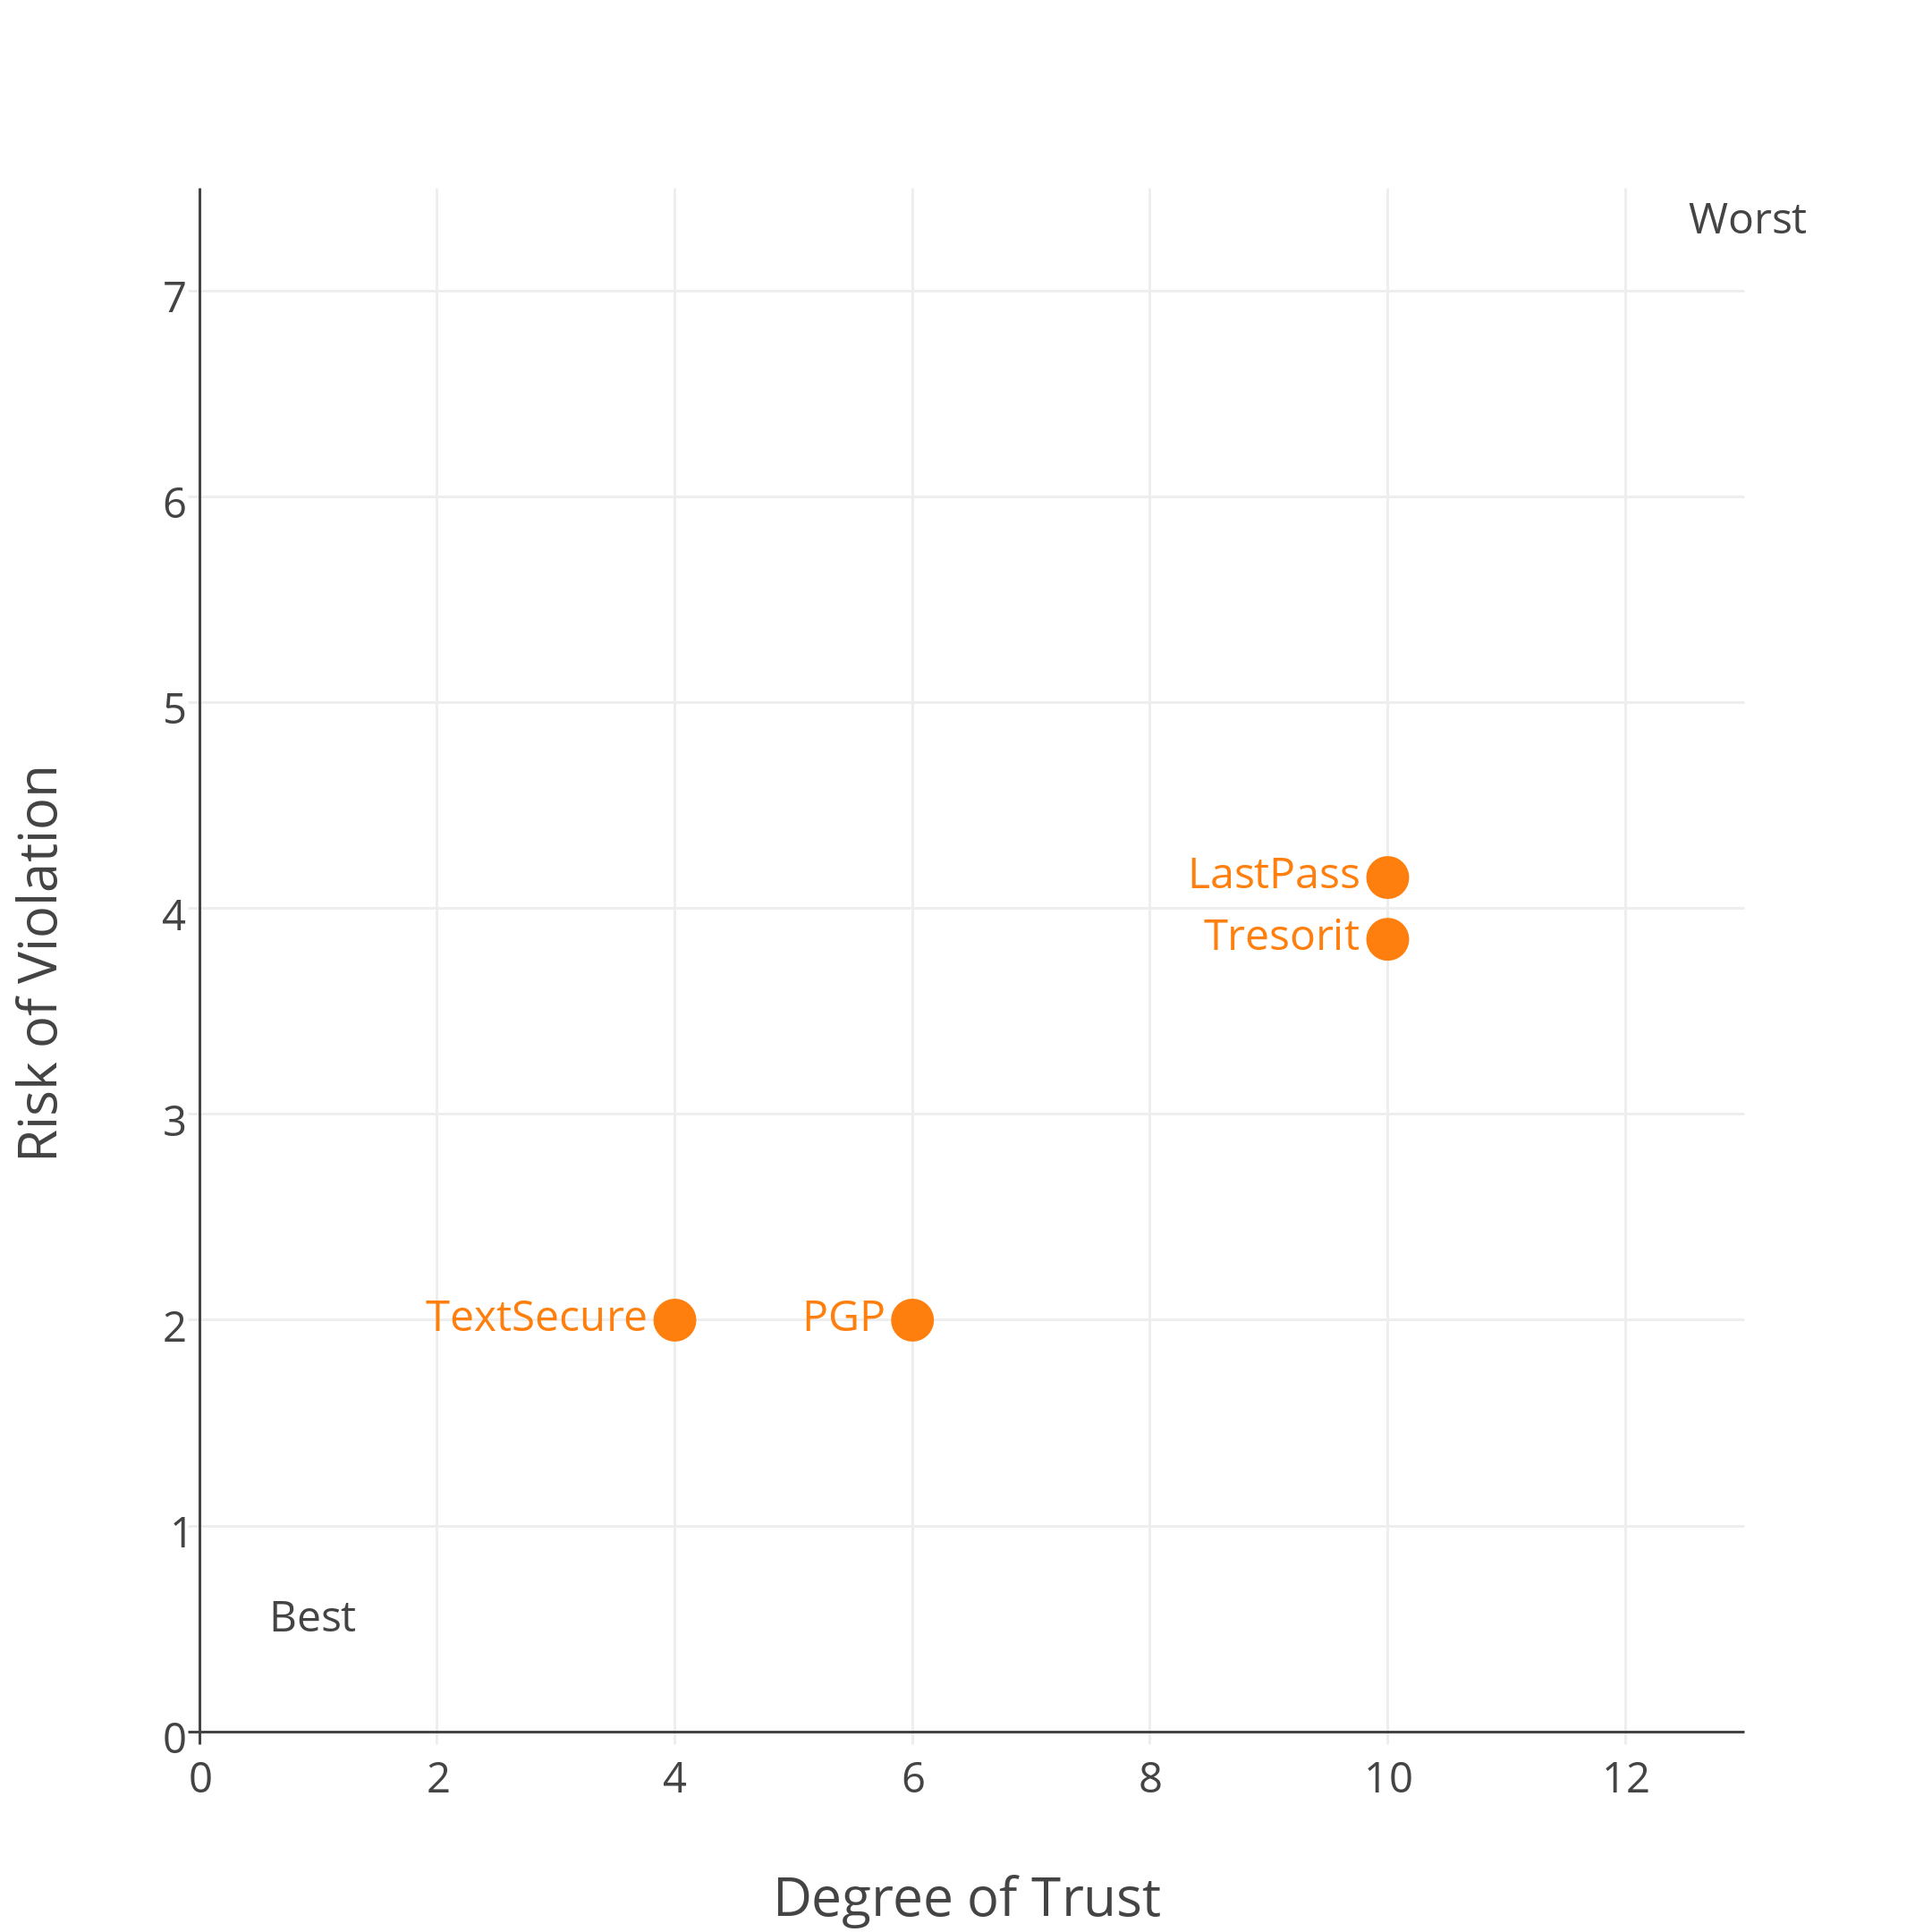 Worst
7
6
5
LastPass
4
Tresorit
3
TextSecure
PGP
2
1
Best
0
0 2 4 6 8 10 12
Degree of Trust
Risk of Violation